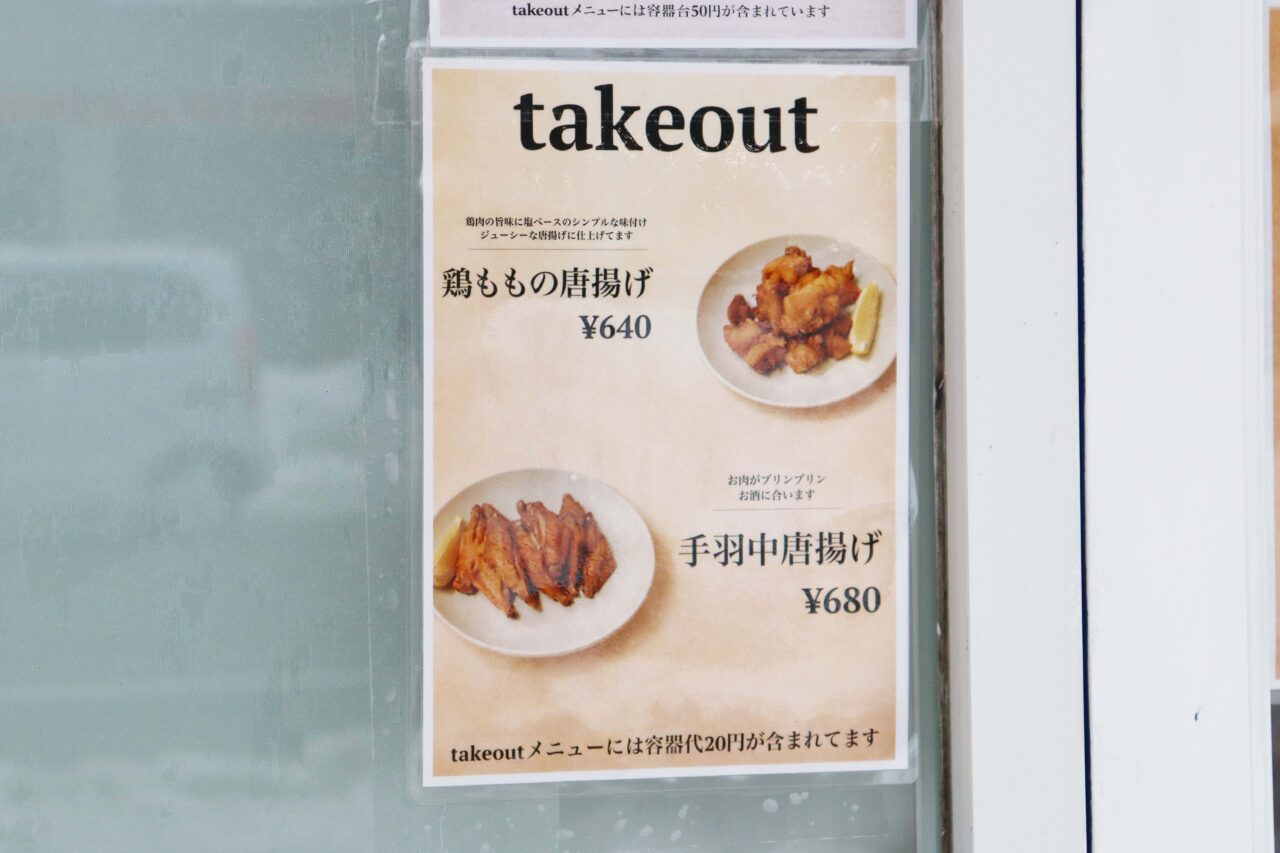 takeoutメニューには容器台50円が含まれています
takeout
鶏肉の旨味に塩ベースのシンプルな味付け
ジューシーな唐揚げに仕上げてます
鶏ももの唐揚げ
¥640
お肉がプリンプリン
お酒に合います
手羽中唐揚げ
¥680
takeoutメニューには容器代20円が含まれてます